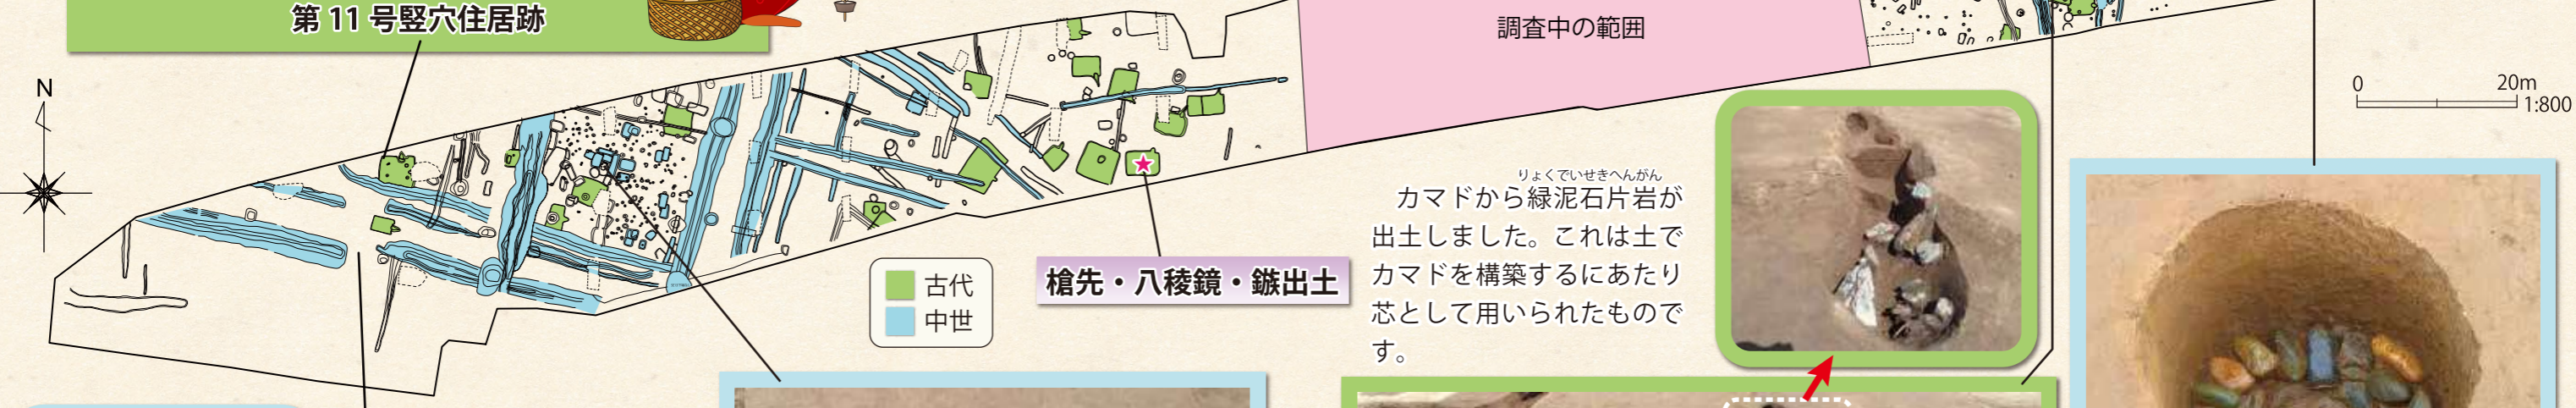 第 11 号竪穴住居跡
調査中の範囲
N
0 20m
1:800
りょくでいせきへんがん
カマドから緑泥石片岩が
出土しました。これは土で
カマドを構築するにあたり
芯として用いられたもので
す。
古代
中世
槍先・八稜鏡・鏃出土